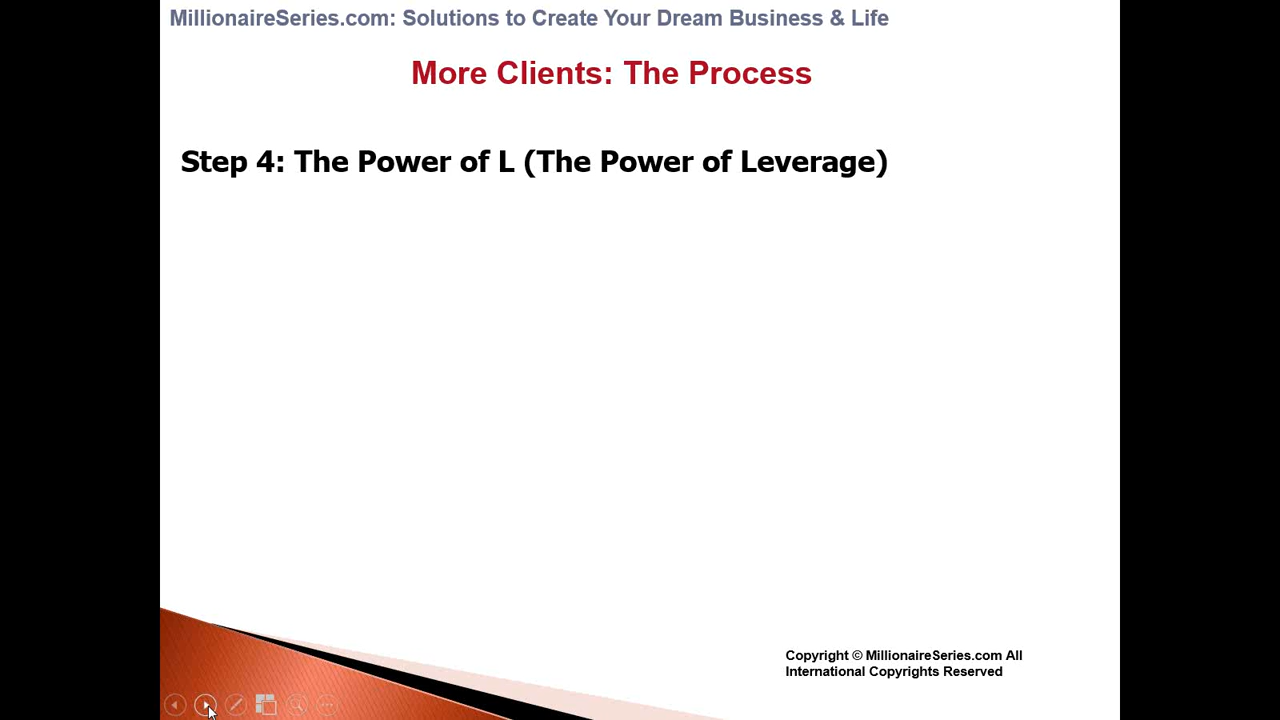 MillionaireSeries.com: Solutions to Create Your Dream Business & Life
More Clients: The Process
Step 4: The Power of L (The Power of Leverage)
Copyright © MillionaireSeries.com All
International Copyrights Reserved